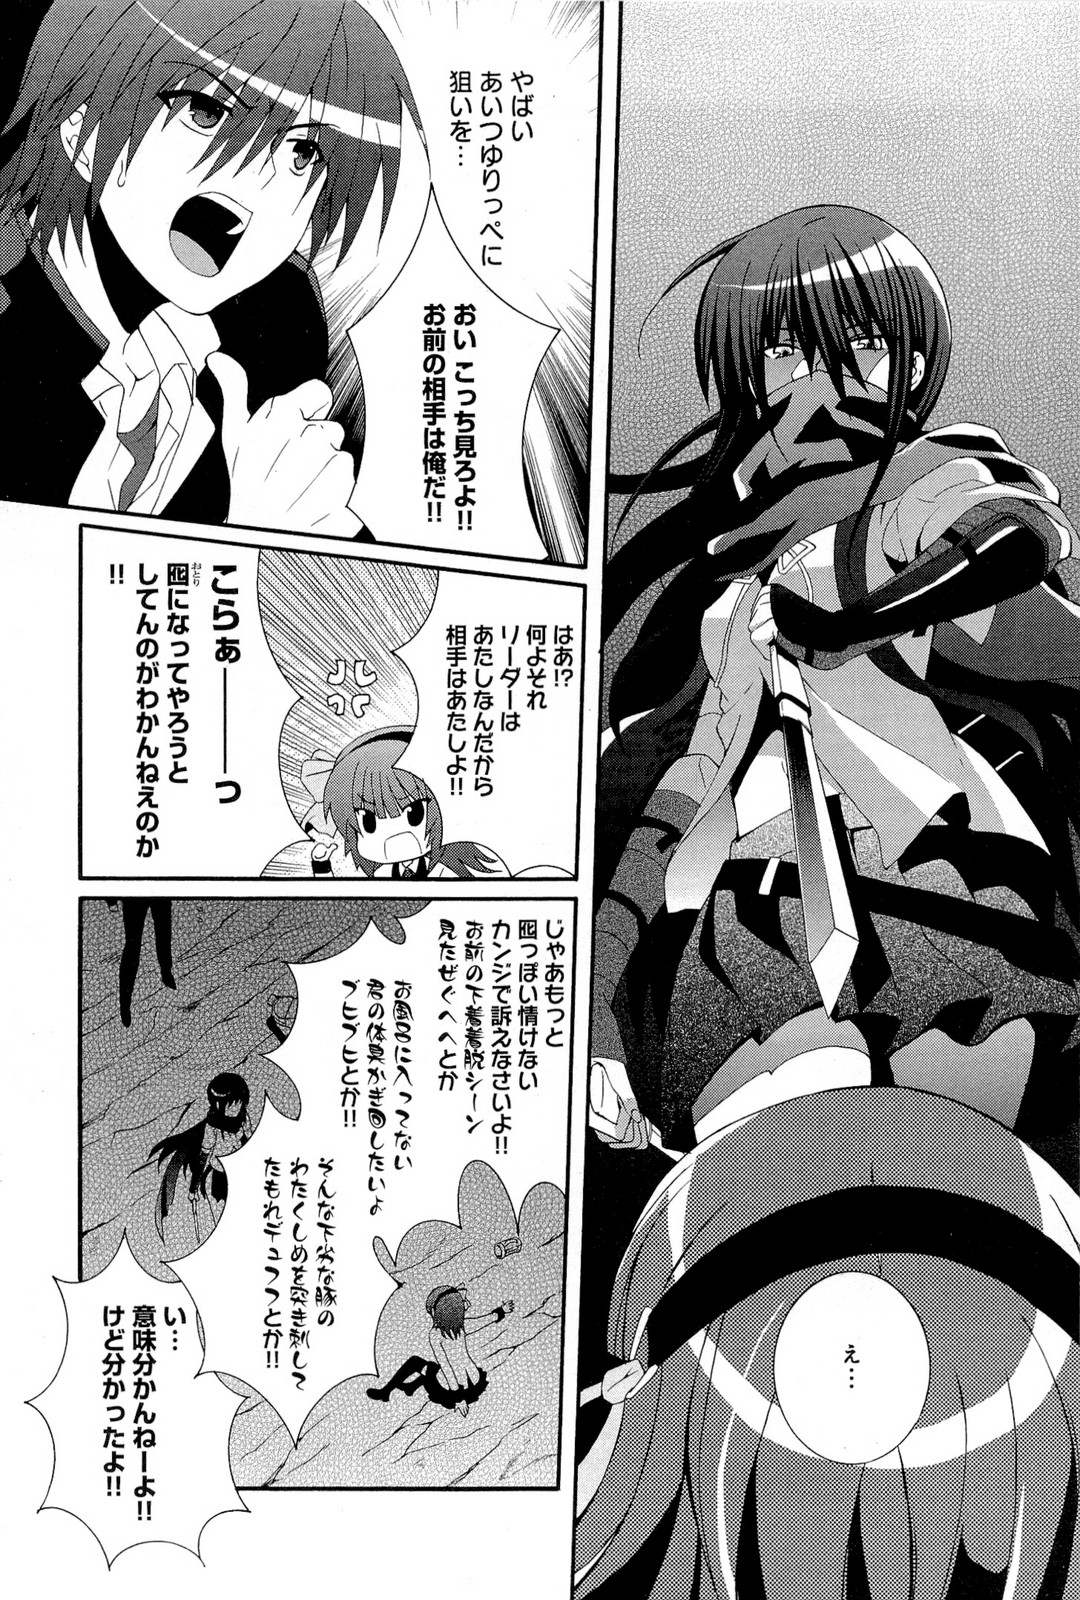 え…
やばい
あいつゆりっぺに
狙いを…
おい こっち見ろよ!!
お前の相手は俺だ!!
はあ!?
何よそれ
リーダーは
あたしなんだから
相手はあたしよ!!
こらぁーーーっ
囮になってやろうと
おとり
してんのがわかんねえのか
!!
じゃあもっと
囮っぽい情けない
カンジで訴えなさいよ!!
お前の下着着脱シーン
見たぜぐへへとか
お風呂に入ってない
君の体臭かぎ回したいよ
ブヒブヒとか!!
そんな下劣な豚の
わたくしめを突き刺して
たもれデュフフとか!!
い…
意味分かんねーよ!!
けど分かったよ!!